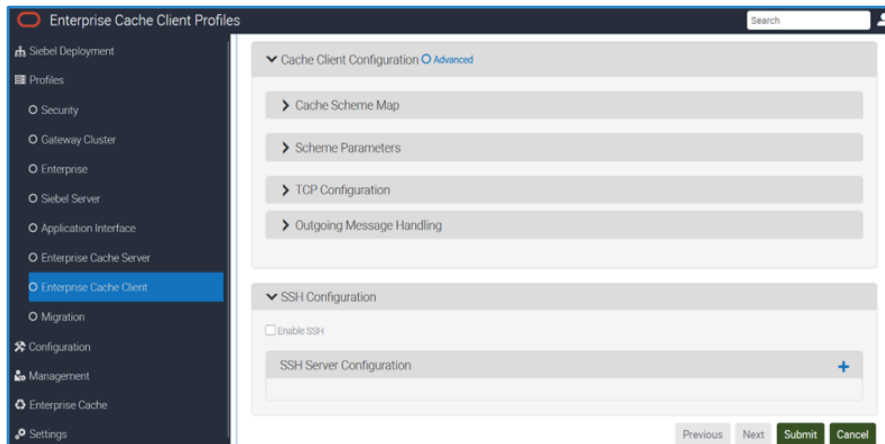 Enterprise Cache Client Profiles
Search
Siebel Deployment
Profiles
Security
Gateway Cluster
Enterprise
Siebel Server
Application Interface
Enterprise Cache Server
Enterprise Cache Client
Migration
Configuration
Management
Enterprise Cache
Settings
Cache Client Configuration Advanced
Cache Scheme Map
Scheme Parameters
TCP Configuration
Outgoing Message Handling
SSH Configuration
Enable SSH
SSH Server Configuration
Previous Next Submit Cancel